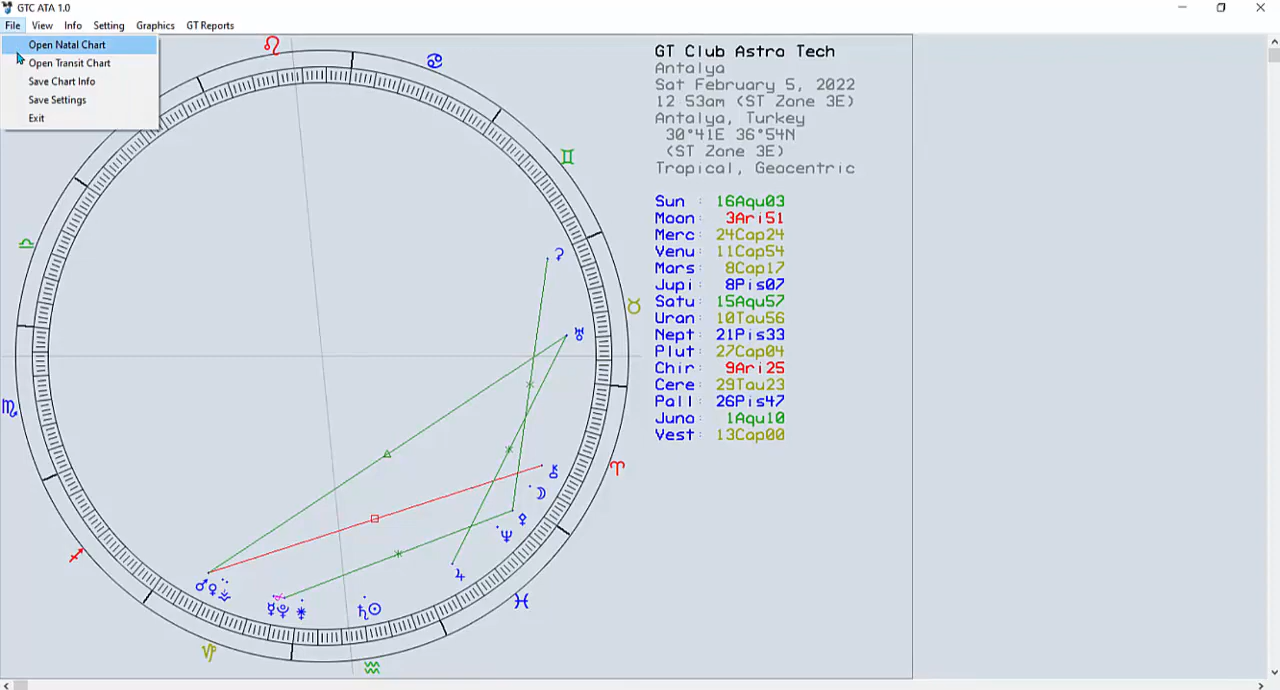 GTC ATA 1.0
File View Info Setting Graphics GT Reports
Open Natal Chart
Open Transit Chart
Save Chart Info
Save Settings
Exit
GT Club Astra Tech
Antalya
Sat February 5, 2022
12 53am (ST Zone 3E)
Antalya, Turkey
30°41E 36°54N
(ST Zone 3E)
Tropical, Geocentric
Sun : 16Aqu03
Moon : 3Ari51
Merc : 24Cap24
Venu : 11Cap54
Mars : 8Cap17
Jupi : 8Pis07
Satu : 15Aqu57
Uran : 10Tau56
Nept : 21Pis33
Plut : 27Cap04
Chir : 9Ari25
Cere : 29Tau23
Pall : 26Pis47
Juno : 1Aqu10
Vest : 13Cap00